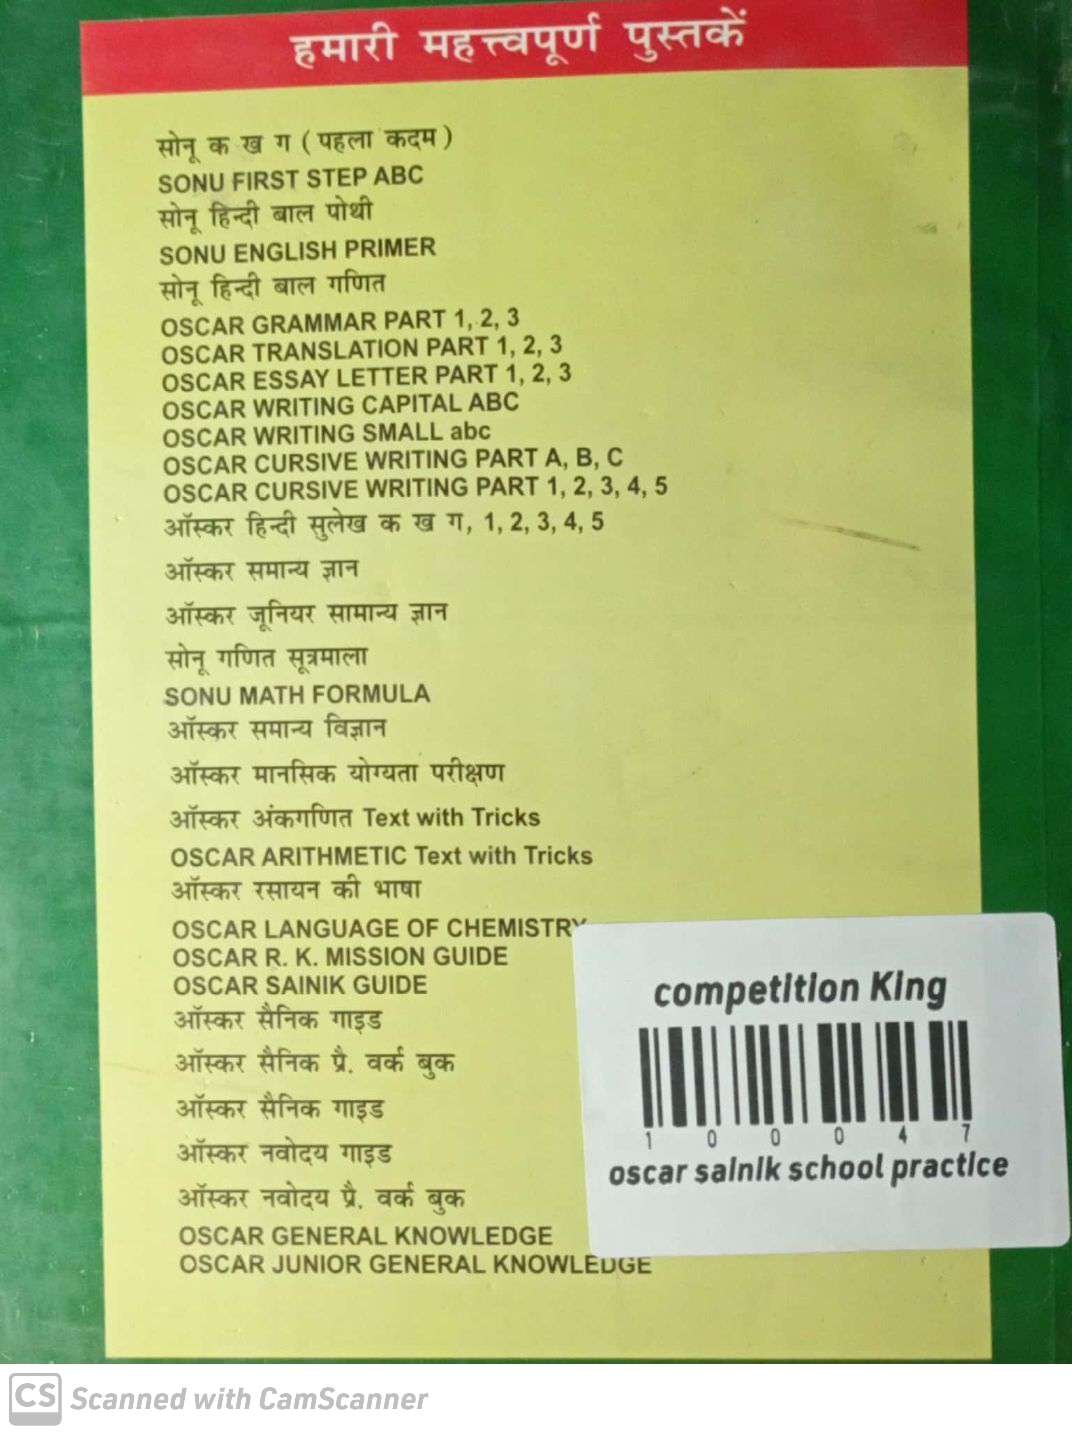 हमारी महत्त्वपूर्ण पुस्तकें
सोनू क ख ग ( पहला कदम )
SONU FIRST STEP ABC
सोनू हिन्दी बाल पोथी
SONU ENGLISH PRIMER
सोनू हिन्दी बाल गणित
OSCAR GRAMMAR PART 1, 2, 3
OSCAR TRANSLATION PART 1, 2, 3
OSCAR ESSAY LETTER PART 1, 2, 3
OSCAR WRITING CAPITAL ABC
OSCAR WRITING SMALL abc
OSCAR CURSIVE WRITING PART A, B, C
OSCAR CURSIVE WRITING PART 1, 2, 3, 4, 5
ऑस्कर हिन्दी सुलेख क ख ग, 1, 2, 3, 4, 5
ऑस्कर समान्य ज्ञान
ऑस्कर जूनियर सामान्य ज्ञान
सोनू गणित सूत्रमाला
SONU MATH FORMULA
ऑस्कर समान्य विज्ञान
ऑस्कर मानसिक योग्यता परीक्षण
ऑस्कर अंकगणित Text with Tricks
OSCAR ARITHMETIC Text with Tricks
ऑस्कर रसायन की भाषा
OSCAR LANGUAGE OF CHEMISTRY
OSCAR R. K. MISSION GUIDE
OSCAR SAINIK GUIDE
ऑस्कर सैनिक गाइड
ऑस्कर सैनिक प्रै. वर्क बुक
ऑस्कर सैनिक गाइड
ऑस्कर नवोदय गाइड
ऑस्कर नवोदय प्रै. वर्क बुक
OSCAR GENERAL KNOWLEDGE
OSCAR JUNIOR GENERAL KNOWLEDGE
competition King
1 0 0 0 4 7
oscar sainik school practice
CS Scanned with CamScanner